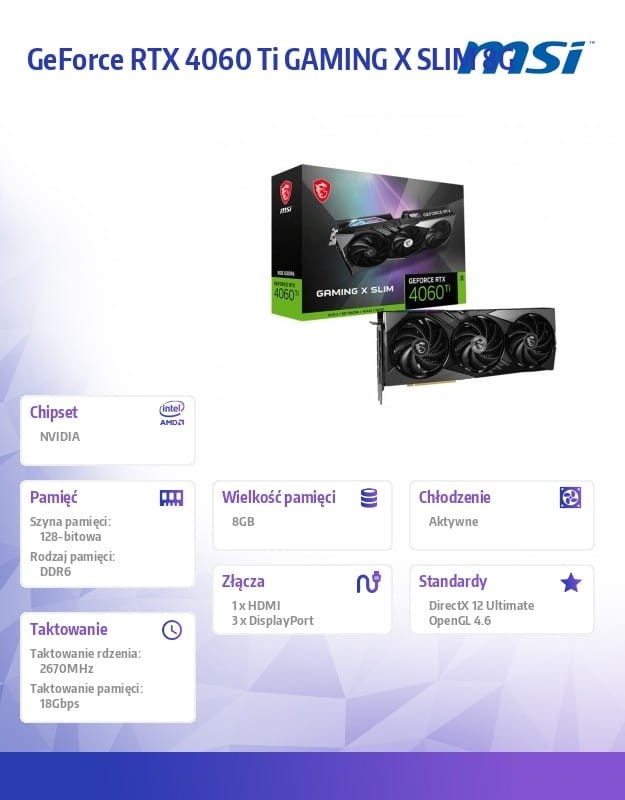 GeForce RTX 4060 Ti GAMING X SLIM 8G
msi
msi
GEFORCE RTX
8GB GDDR6
4060 Ti
GAMING X SLIM
GEFORCE RTX
4060 Ti
Chipset
intel
AMD
NVIDIA
Pamięć
Szyna pamięci:
128-bitowa
Rodzaj pamięci:
DDR6
Wielkość pamięci
8GB
Chłodzenie
Aktywne
Złącza
1 x HDMI
3 x DisplayPort
Standardy
DirectX 12 Ultimate
OpenGL 4.6
Taktowanie
Taktowanie rdzenia:
2670MHz
Taktowanie pamięci:
18Gbps